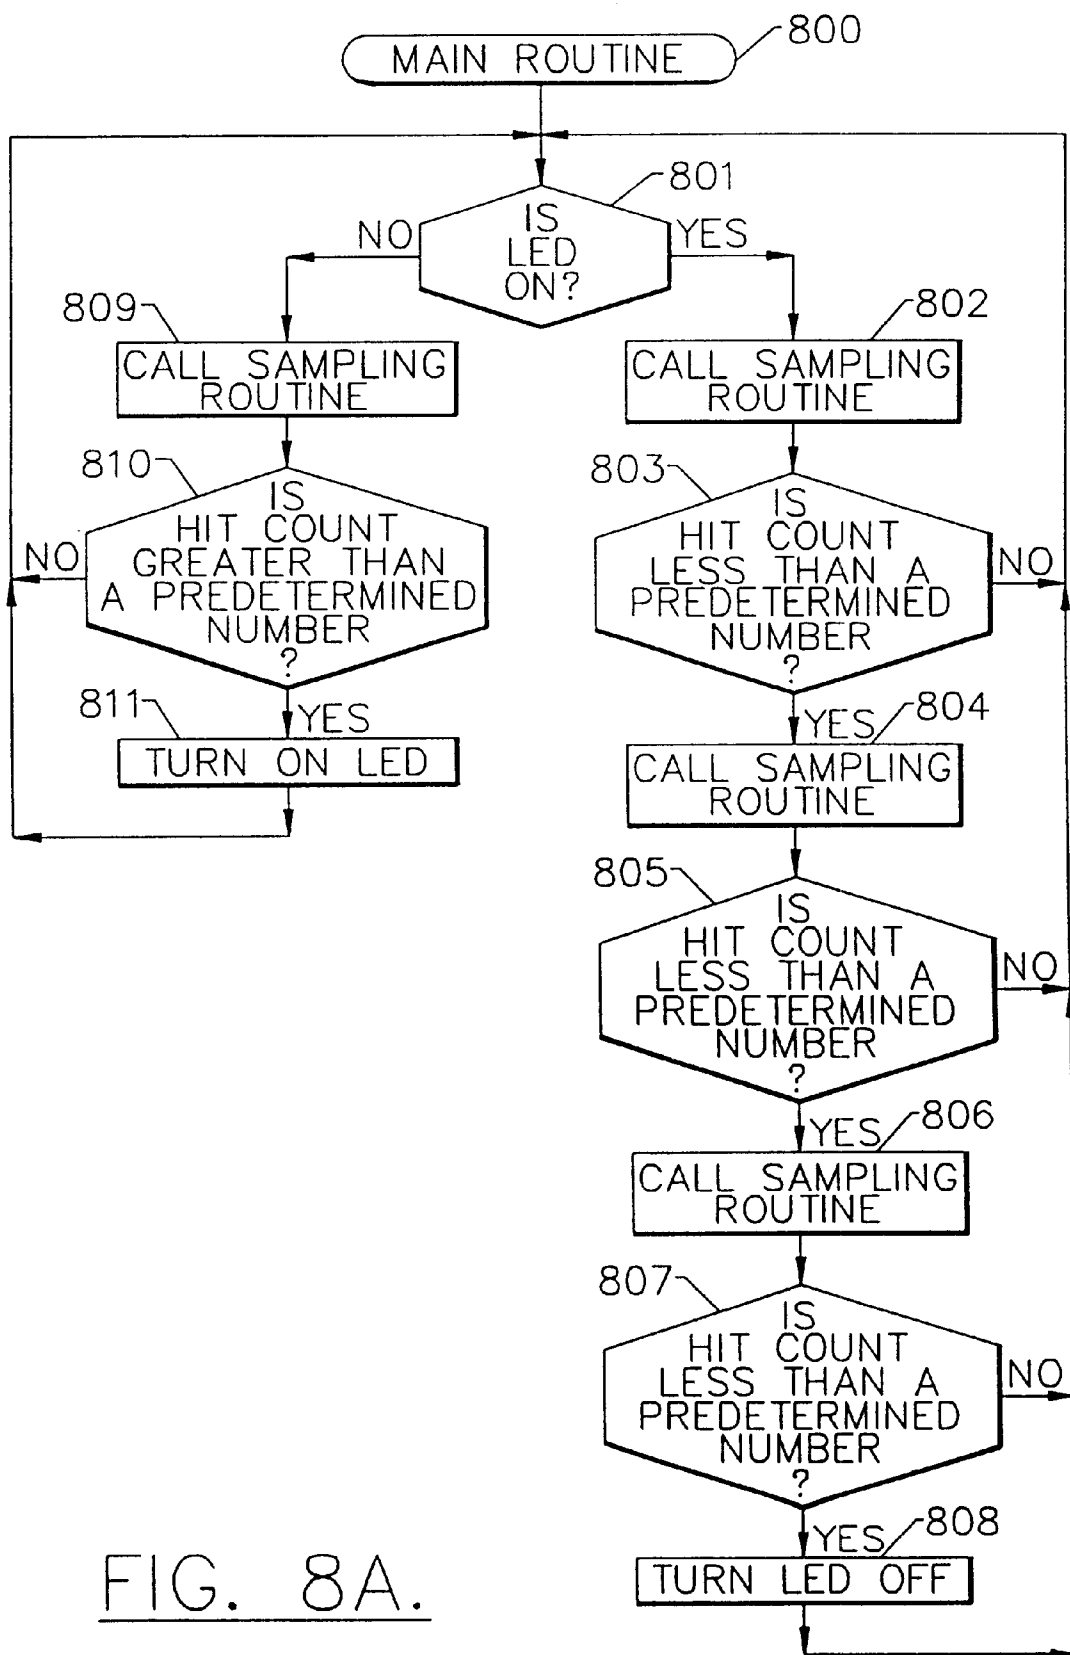 800
MAIN ROUTINE
801
IS
LED
ON?
NO
YES
809
CALL SAMPLING
ROUTINE
810
IS
HIT COUNT
GREATER THAN
A PREDETERMINED
NUMBER
?
NO
YES
811
TURN ON LED
802
CALL SAMPLING
ROUTINE
803
IS
HIT COUNT
LESS THAN A
PREDETERMINED
NUMBER
?
NO
YES
804
CALL SAMPLING
ROUTINE
805
IS
HIT COUNT
LESS THAN A
PREDETERMINED
NUMBER
?
NO
YES
806
CALL SAMPLING
ROUTINE
807
IS
HIT COUNT
LESS THAN A
PREDETERMINED
NUMBER
?
NO
YES
808
TURN LED OFF
FIG. 8A.